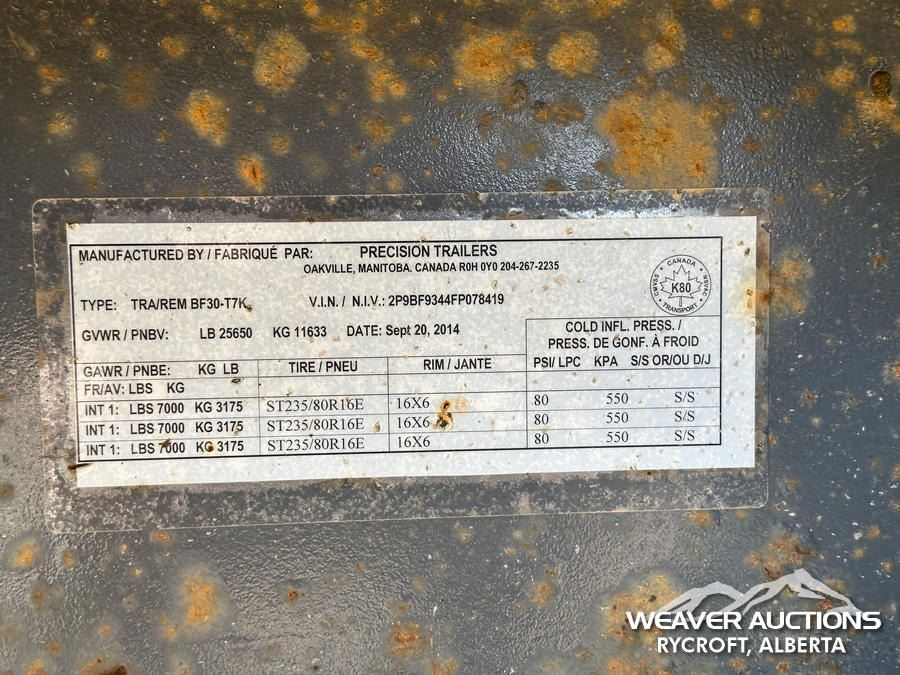 MANUFACTURED BY / FABRIQUÉ PAR: PRECISION TRAILERS
OAKVILLE, MANITOBA. CANADA R0H 0Y0 204-267-2235
TYPE: TRA/REM BF30-T7K V.I.N. / N.I.V.: 2P9BF9344FP078419
GVWR / PNBV: LB 25650 KG 11633 DATE: Sept 20, 2014
CANADA
CMVSS K80 NSVAC
TRANSPORT
COLD INFL. PRESS. /
PRESS. DE GONF. À FROID
GAWR / PNBE: KG LB TIRE / PNEU RIM / JANTE PSI/ LPC KPA S/S OR/OU D/J
FR/AV: LBS KG
INT 1: LBS 7000 KG 3175 ST235/80R16E 16X6 80 550 S/S
INT 1: LBS 7000 KG 3175 ST235/80R16E 16X6 80 550 S/S
INT 1: LBS 7000 KG 3175 ST235/80R16E 16X6 80 550 S/S
WEAVER AUCTIONS
RYCROFT, ALBERTA